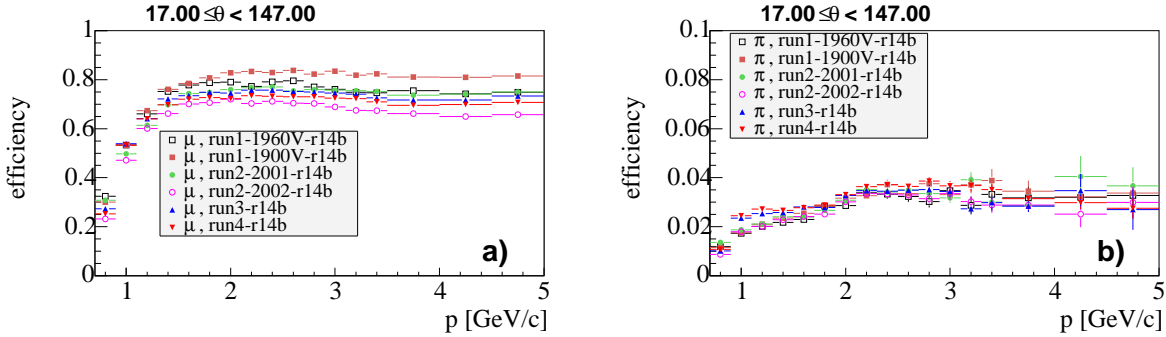 17.00 ≤θ < 147.00
efficiency
1
0.8
0.6
0.4
0.2
0
μ , run1-1960V-r14b
μ , run1-1900V-r14b
μ , run2-2001-r14b
μ , run2-2002-r14b
μ , run3-r14b
μ , run4-r14b
a)
1 2 3 4 5
p [GeV/c]
17.00 ≤θ < 147.00
efficiency
0.1
0.08
0.06
0.04
0.02
0
π , run1-1960V-r14b
π , run1-1900V-r14b
π , run2-2001-r14b
π , run2-2002-r14b
π , run3-r14b
π , run4-r14b
b)
1 2 3 4 5
p [GeV/c]